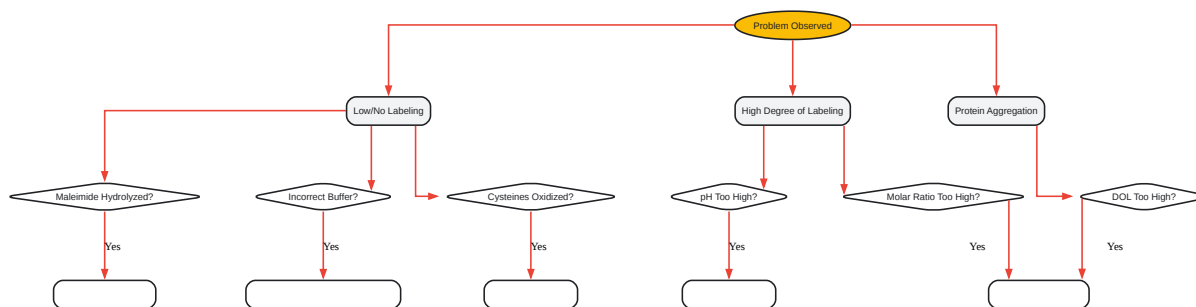 Problem Observed
Low/No Labeling
High Degree of Labeling
Protein Aggregation
Maleimide Hydrolyzed?
Incorrect Buffer?
Cysteines Oxidized?
pH Too High?
Molar Ratio Too High?
DOL Too High?
Yes
Yes
Yes
Yes
Yes
Yes